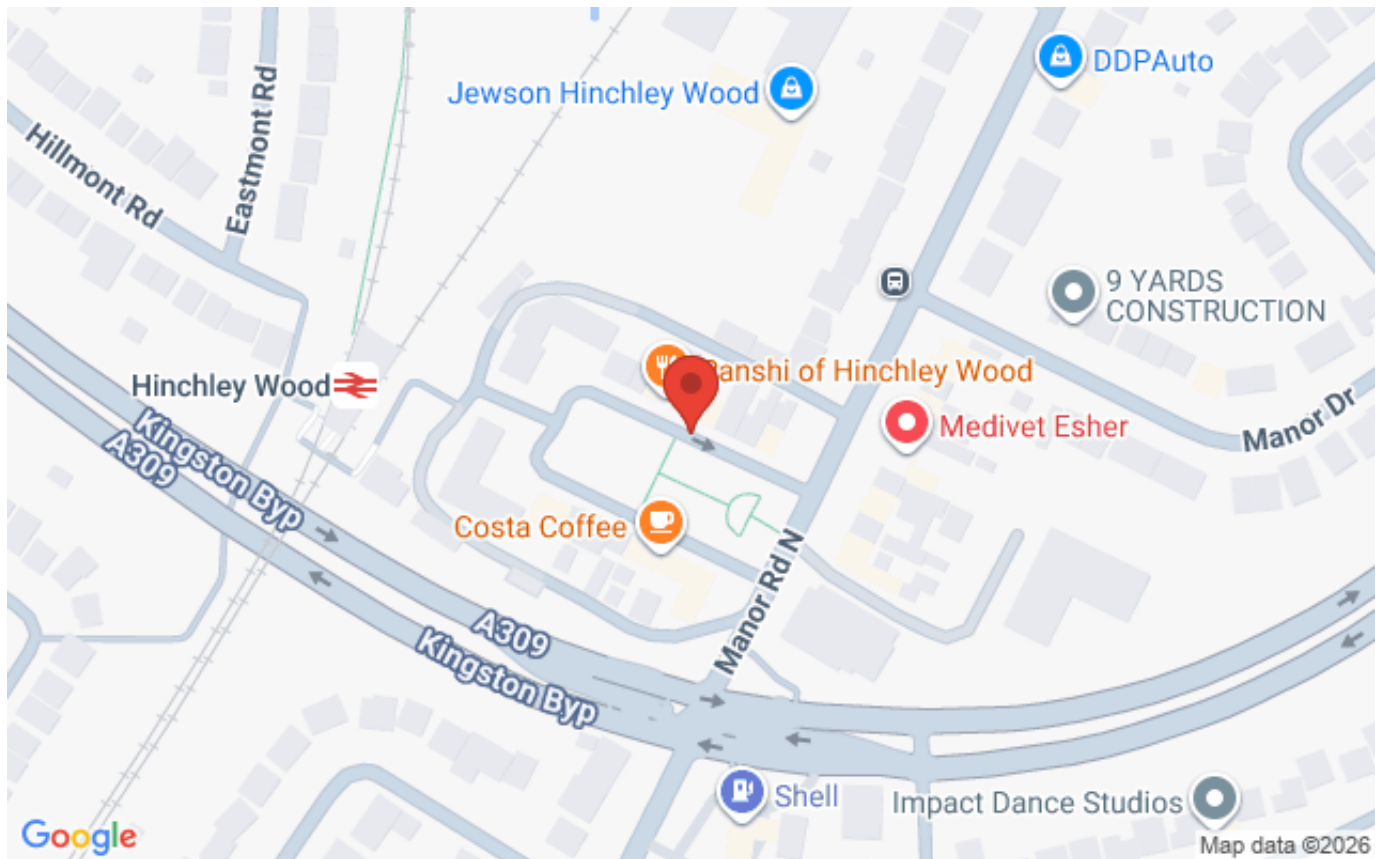 Jewson Hinchley Wood
DDPAuto
Hillmont Rd
Eastmont Rd
9 YARDS
CONSTRUCTION
Hinchley Wood
of Hinchley Wood
Medivet Esher
Manor Dr
Kingston Byp
A309
Costa Coffee
Manor Rd N
A309
Kingston Byp
Shell
Impact Dance Studios
Google
Map data ©2026